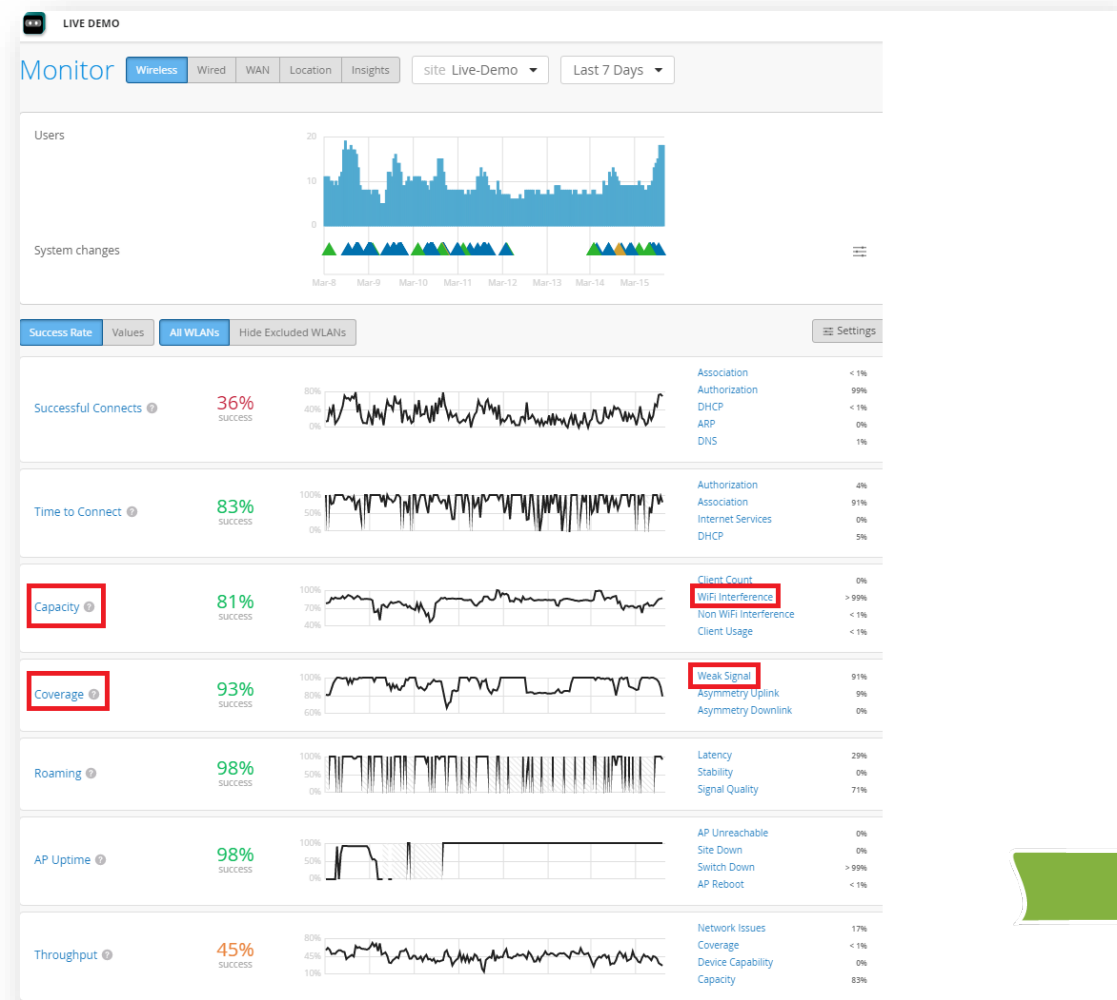 LIVE DEMO
Monitor Wireless Wired WAN Location Insights site Live-Demo Last 7 Days
Users
20
10
0
System changes
Mar-8 Mar-9 Mar-10 Mar-11 Mar-12 Mar-13 Mar-14 Mar-15
Success Rate Values All WLANs Hide Excluded WLANs Settings
Successful Connects ?
36%
success
80%
40%
0%
Association < 1%
Authorization 99%
DHCP < 1%
ARP 0%
DNS 1%
Time to Connect ?
83%
success
100%
50%
0%
Authorization 4%
Association 91%
Internet Services 0%
DHCP 5%
Capacity ?
81%
success
100%
70%
40%
Client Count 0%
WiFi Interference > 99%
Non WiFi Interference < 1%
Client Usage < 1%
Coverage ?
93%
success
100%
80%
60%
Weak Signal 91%
Asymmetry Uplink 9%
Asymmetry Downlink 0%
Roaming ?
98%
success
100%
50%
0%
Latency 29%
Stability 0%
Signal Quality 71%
AP Uptime ?
98%
success
100%
50%
0%
AP Unreachable 0%
Site Down 0%
Switch Down > 99%
AP Reboot < 1%
Throughput ?
45%
success
80%
45%
10%
Network Issues 17%
Coverage < 1%
Device Capability 0%
Capacity 83%